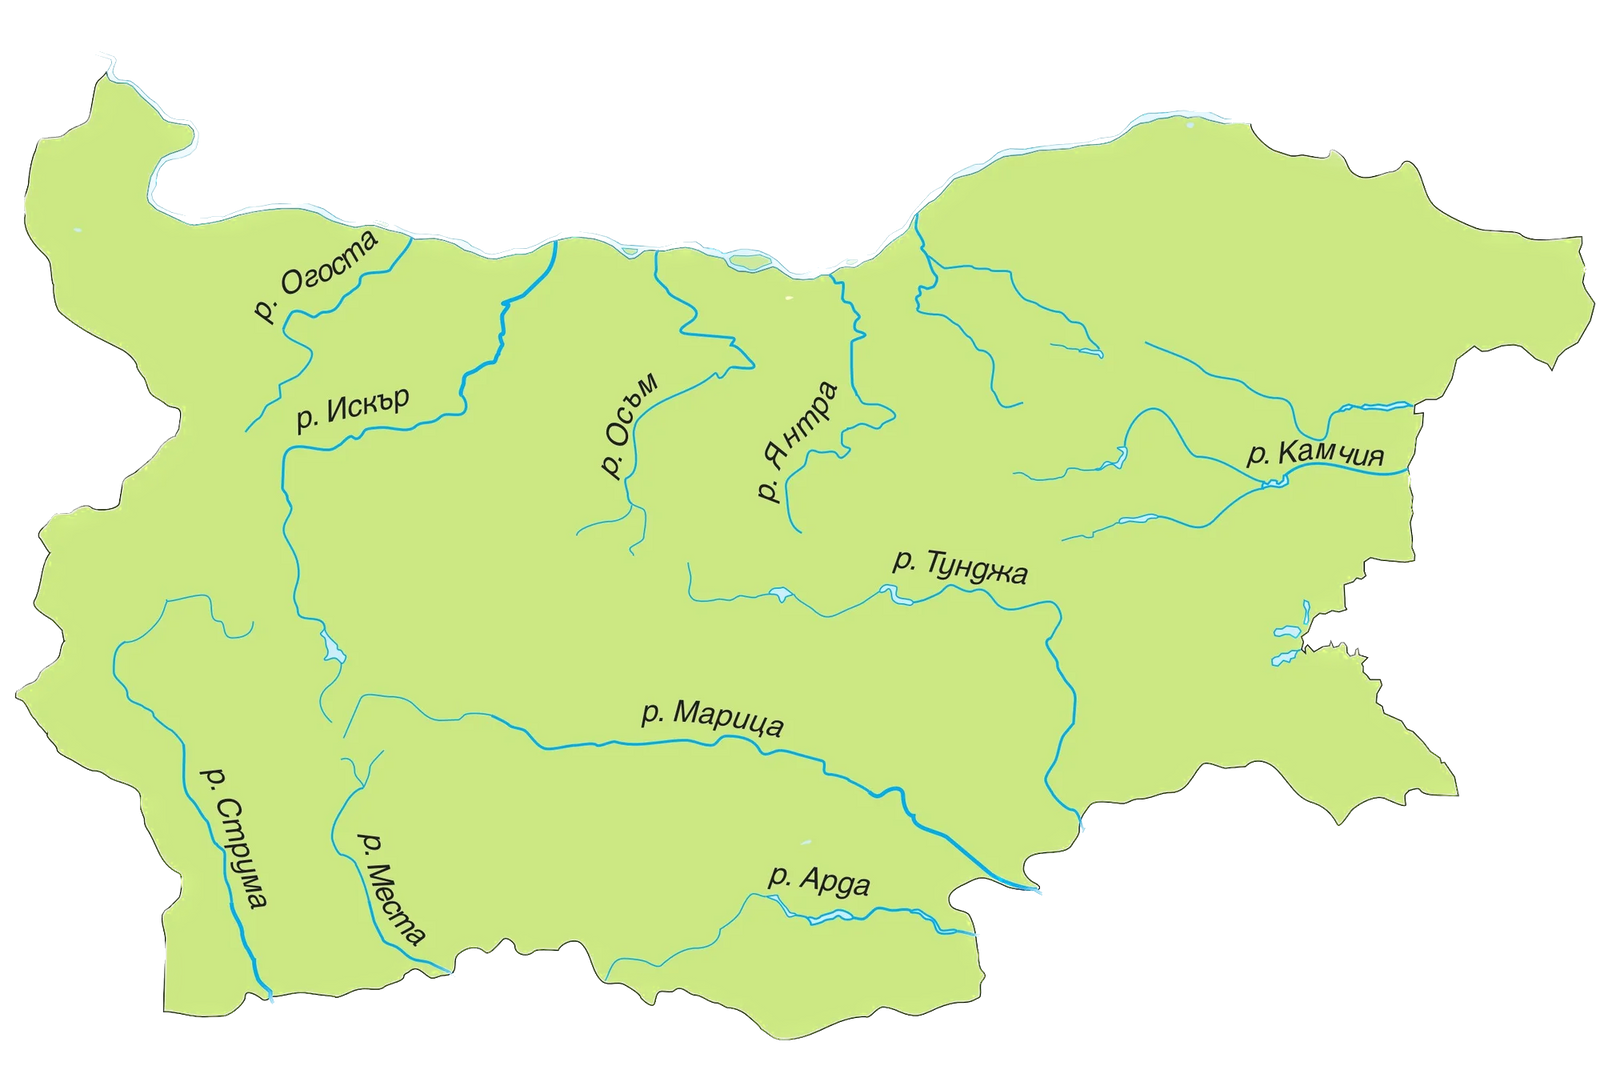 р. Огоста
р. Искър
р. Осъм
р. Янтра
р. Камчия
р. Тунджа
р. Марица
р. Струма
р. Места
р. Арда